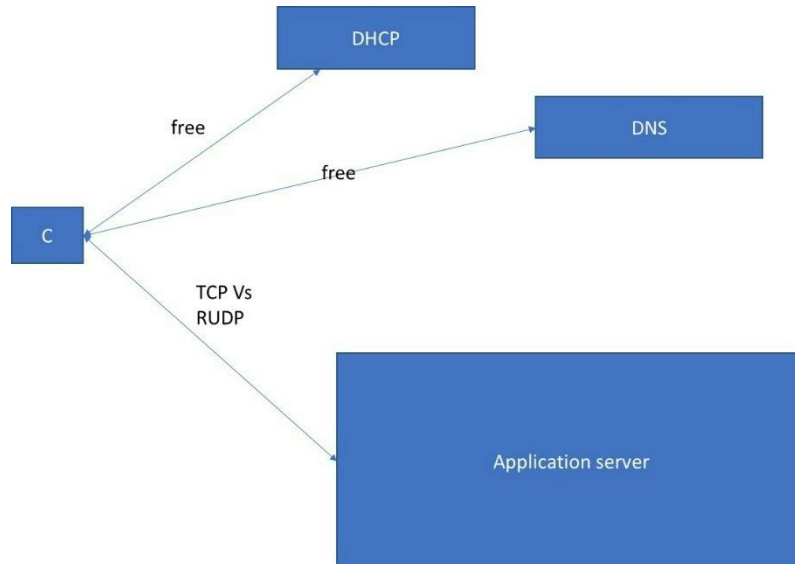 DHCP
free
DNS
free
C
TCP Vs
RUDP
Application server